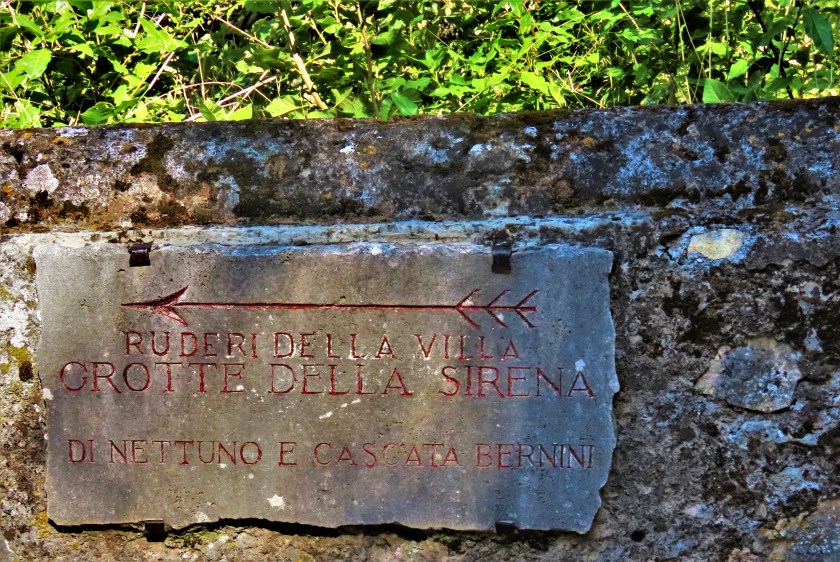 RUDERI DELLA VILLA
GROTTE DELLA SIRENA
DI NETTUNO E CASCATA BERNINI